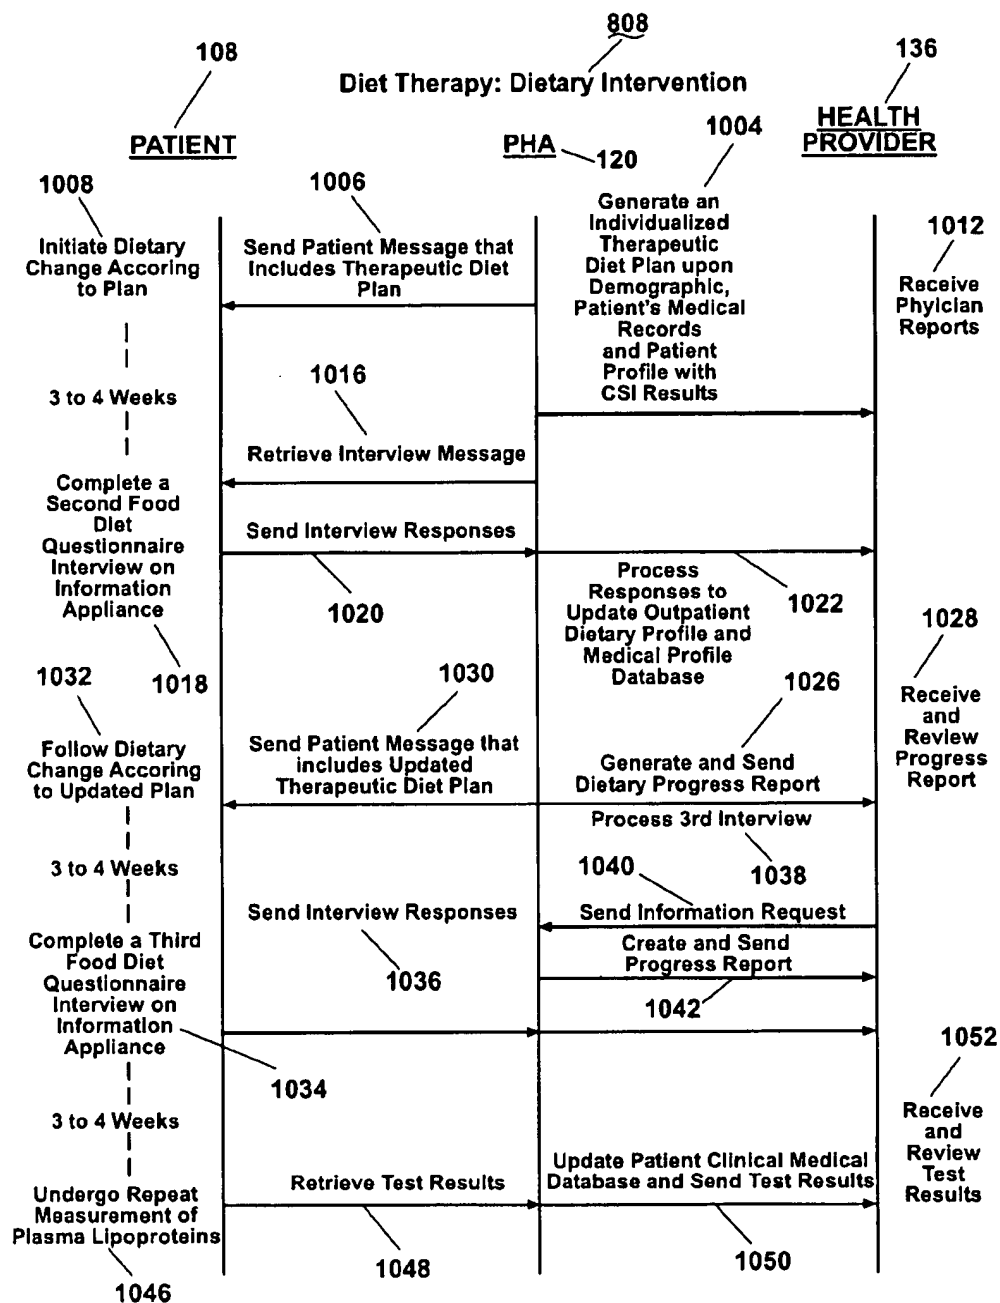 808
108
136
Diet Therapy: Dietary Intervention
PATIENT
PHA
120
1004
HEALTH
PROVIDER
1008
Initiate Dietary
Change Accoring
to Plan
1006
Send Patient Message that
Includes Therapeutic Diet
Plan
Generate an
Individualized
Therapeutic
Diet Plan upon
Demographic,
Patient's Medical
Records
and Patient
Profile with
CSI Results
1012
Receive
Phyician
Reports
3 to 4 Weeks
1016
Retrieve Interview Message
Complete a
Second Food
Diet
Questionnaire
Interview on
Information
Appliance
1018
Send Interview Responses
1020
Process
Responses to
Update Outpatient
Dietary Profile and
Medical Profile
Database
1022
1028
Receive
and
Review
Progress
Report
1032
Follow Dietary
Change Accoring
to Updated Plan
1030
Send Patient Message that
includes Updated
Therapeutic Diet Plan
1026
Generate and Send
Dietary Progress Report
Process 3rd Interview
1038
3 to 4 Weeks
1040
Send Information Request
Send Interview Responses
1036
Create and Send
Progress Report
1042
Complete a Third
Food Diet
Questionnaire
Interview on
Information
Appliance
1034
1052
Receive
and
Review
Test
Results
3 to 4 Weeks
Retrieve Test Results
1048
Update Patient Clinical Medical
Database and Send Test Results
1050
Undergo Repeat
Measurement of
Plasma Lipoproteins
1046